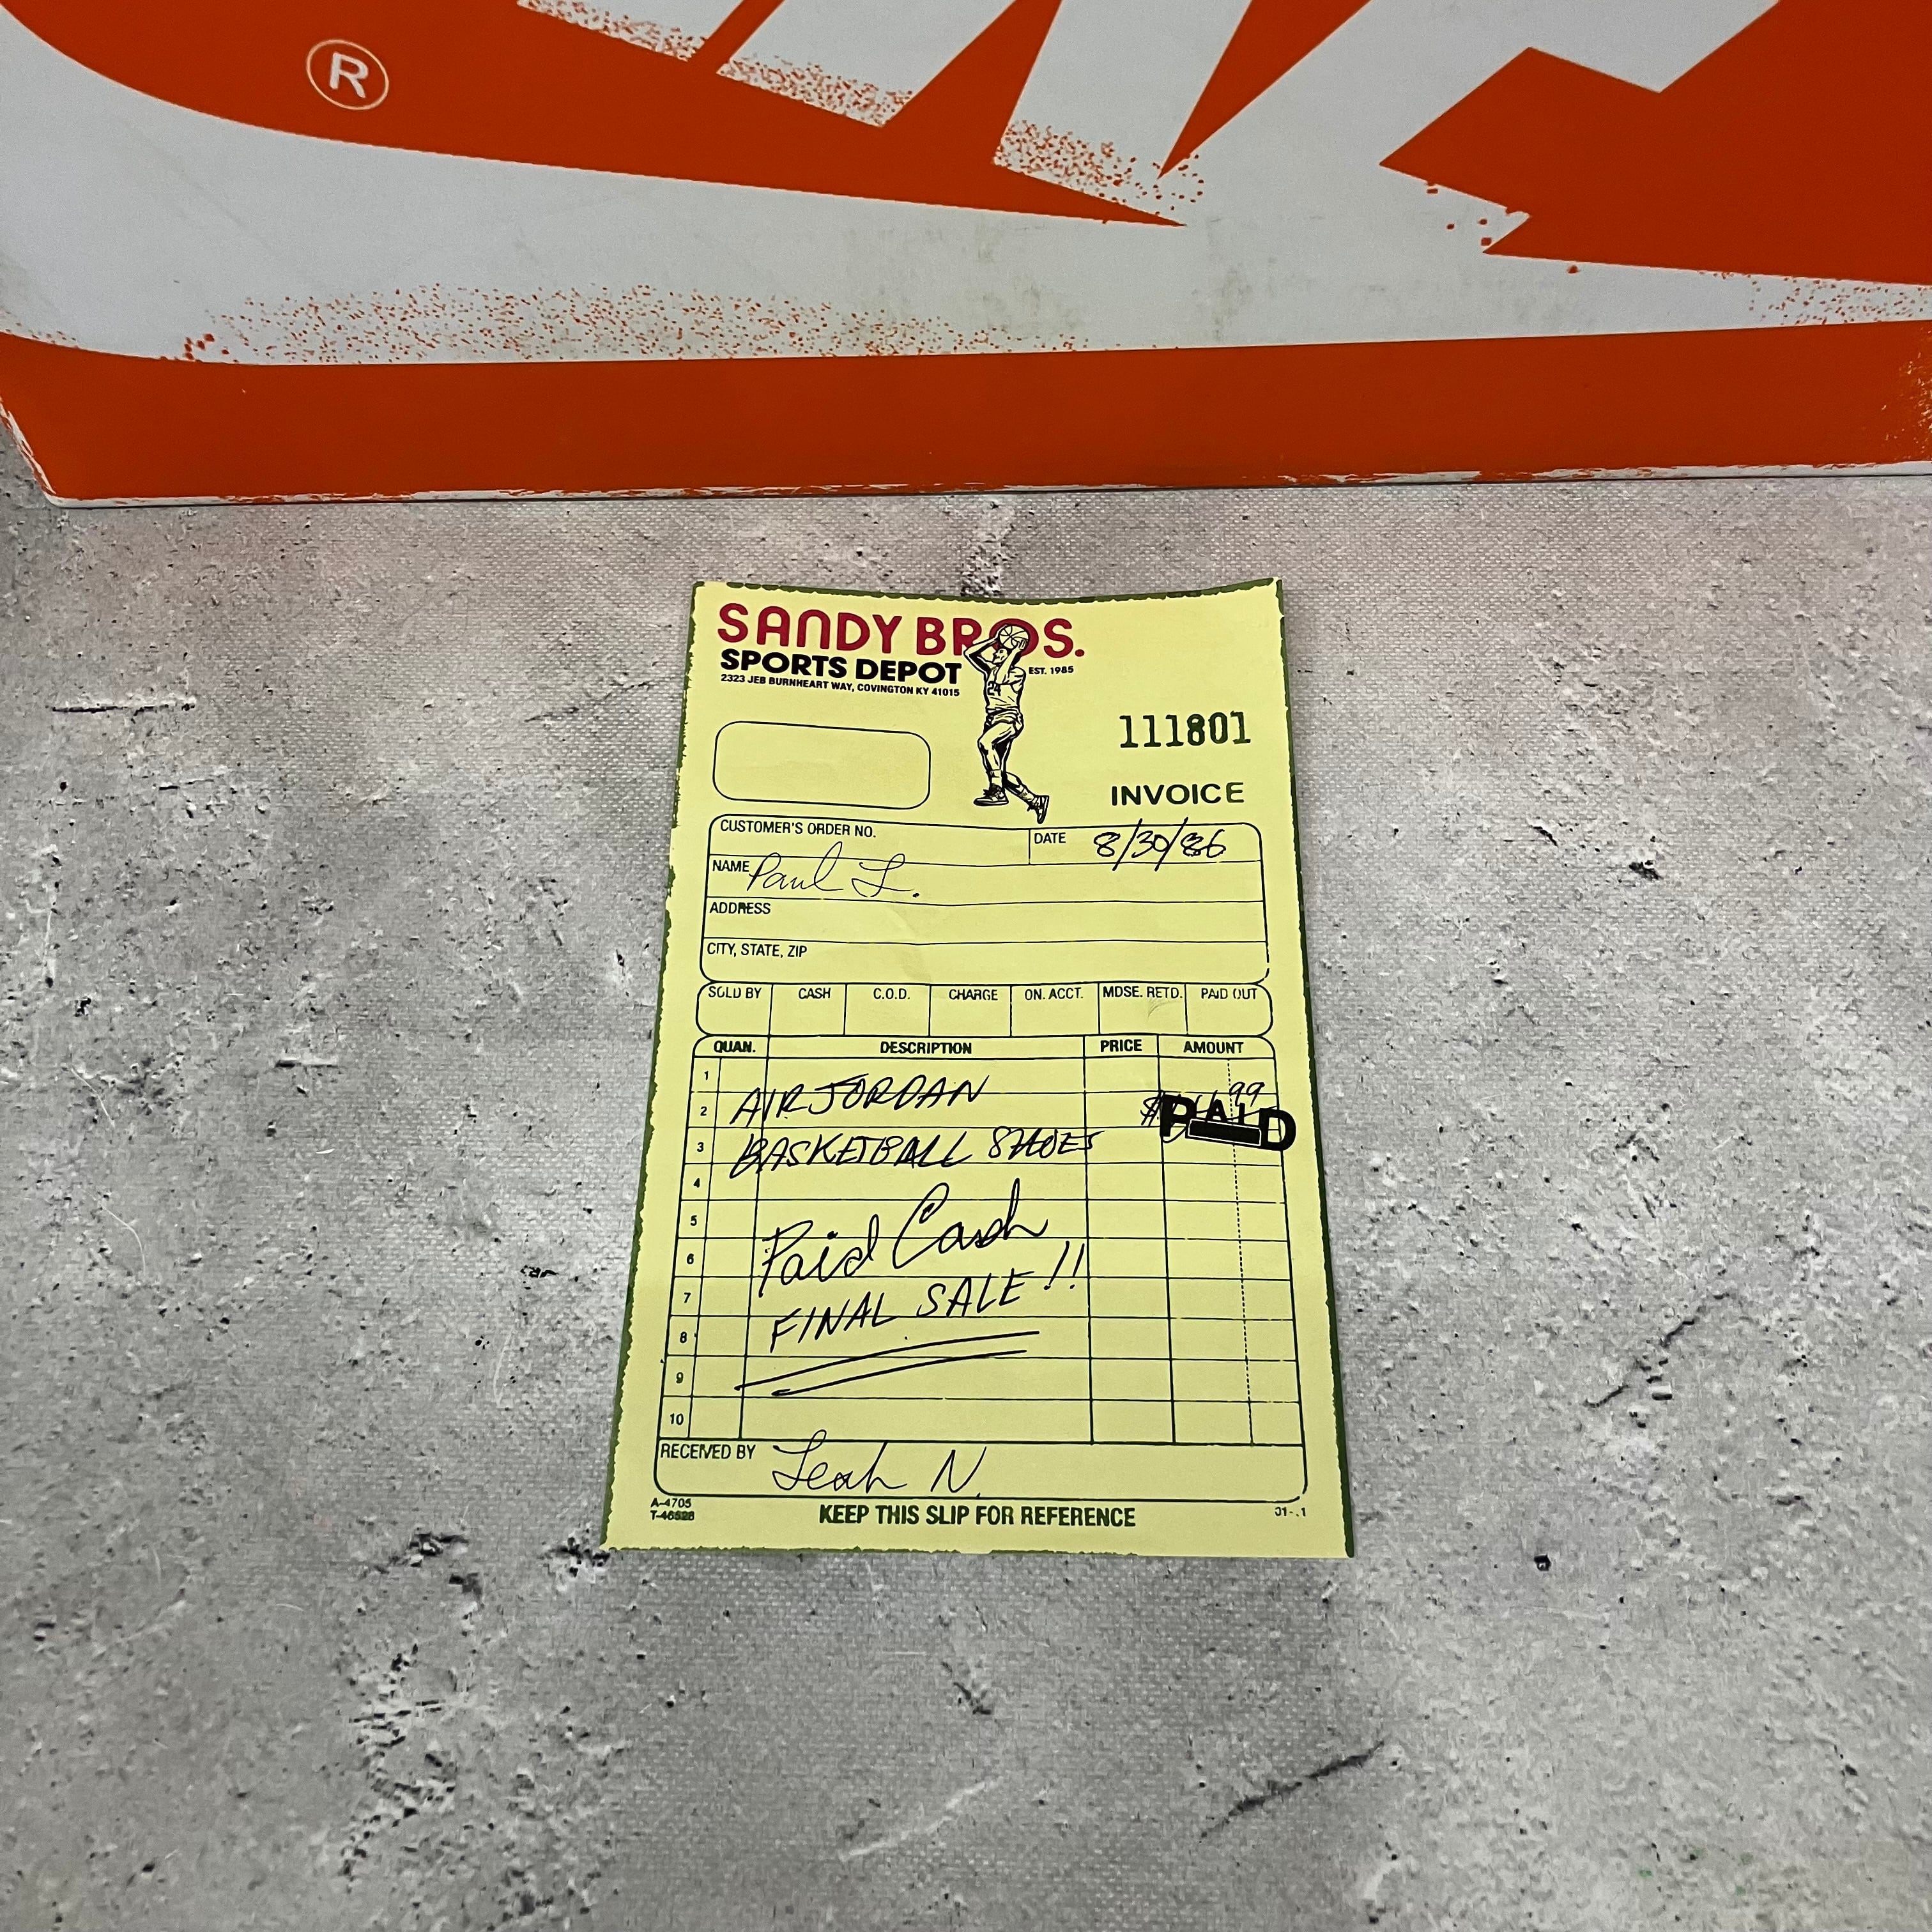 ®
SANDY BROS.
SPORTS DEPOT
EST. 1985
2323 JEB BURNHEART WAY, COVINGTON KY 41015
24
111801
INVOICE
CUSTOMER'S ORDER NO.
DATE 8/30/86
NAME Paul L.
ADDRESS
CITY, STATE, ZIP
SOLD BY CASH C.O.D. CHARGE ON. ACCT. MDSE. RETD. PAID OUT
QUAN. DESCRIPTION PRICE AMOUNT
1
2 AIR JORDAN 99 PAID
3 BASKETBALL SHOES
4
5
6 Paid Cash
7
8 FINAL SALE!!
9
10
RECEIVED BY Leah N.
A-4705
T-46528
KEEP THIS SLIP FOR REFERENCE